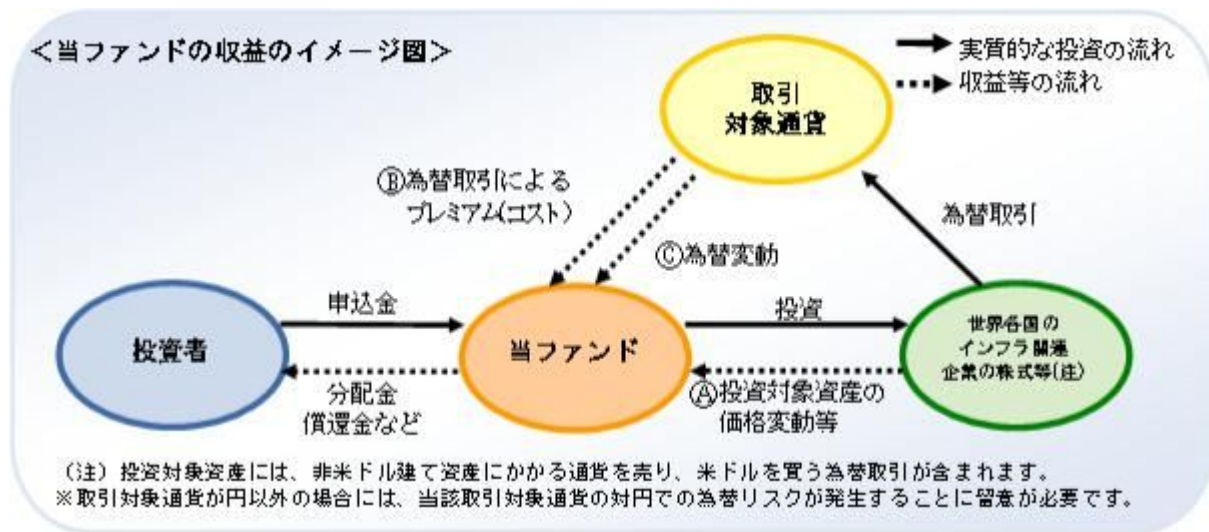 ＜当ファンドの収益のイメージ図＞
実質的な投資の流れ
収益等の流れ
取引
対象通貨
Ⓑ為替取引による
プレミアム(コスト)
Ⓒ為替変動
為替取引
投資者
申込金
分配金
償還金など
当ファンド
投資
Ⓐ投資対象資産の
価格変動等
世界各国の
インフラ関連
企業の株式等(注)
（注）投資対象資産には、非米ドル建て資産にかかる通貨を売り、米ドルを買う為替取引が含まれます。
※取引対象通貨が円以外の場合には、当該取引対象通貨の対円での為替リスクが発生することに留意が必要です。